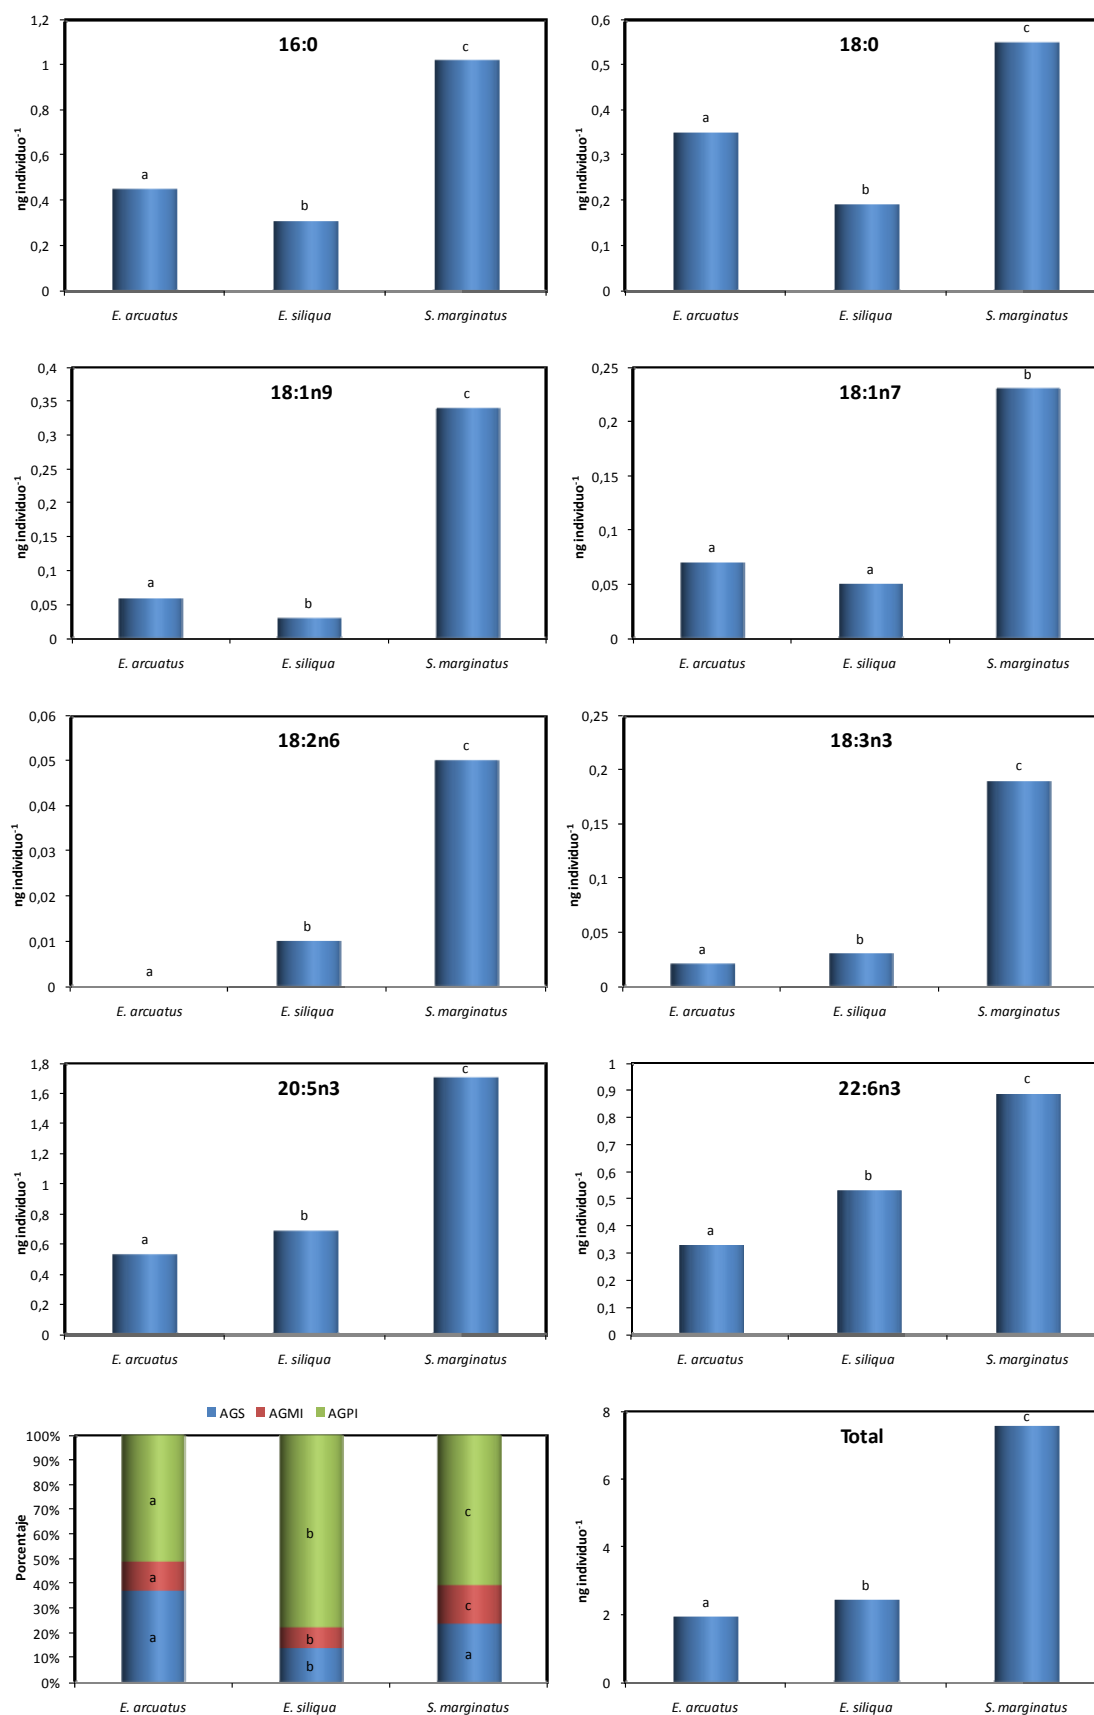 16:0
ng individuo-1
1,2
1
0,8
0,6
0,4
0,2
0
a
b
c
E. arcuatus
E. siliqua
S. marginatus
18:0
ng individuo-1
0,6
0,5
0,4
0,3
0,2
0,1
0
a
b
c
E. arcuatus
E. siliqua
S. marginatus
18:1n9
ng individuo-1
0,4
0,35
0,3
0,25
0,2
0,15
0,1
0,05
0
a
b
c
E. arcuatus
E. siliqua
S. marginatus
18:1n7
ng individuo-1
0,25
0,2
0,15
0,1
0,05
0
a
a
b
E. arcuatus
E. siliqua
S. marginatus
18:2n6
ng individuo-1
0,06
0,05
0,04
0,03
0,02
0,01
0
a
b
c
E. arcuatus
E. siliqua
S. marginatus
18:3n3
ng individuo-1
0,25
0,2
0,15
0,1
0,05
0
a
b
c
E. arcuatus
E. siliqua
S. marginatus
20:5n3
ng individuo-1
1,8
1,6
1,4
1,2
1
0,8
0,6
0,4
0,2
0
a
b
c
E. arcuatus
E. siliqua
S. marginatus
22:6n3
ng individuo-1
1
0,9
0,8
0,7
0,6
0,5
0,4
0,3
0,2
0,1
0
a
b
c
E. arcuatus
E. siliqua
S. marginatus
AGS AGMI AGPI
Porcentaje
100%
90%
80%
70%
60%
50%
40%
30%
20%
10%
0%
a
a
a
b
b
b
c
c
a
E. arcuatus
E. siliqua
S. marginatus
Total
ng individuo-1
8
6
4
2
0
a
b
c
E. arcuatus
E. siliqua
S. marginatus